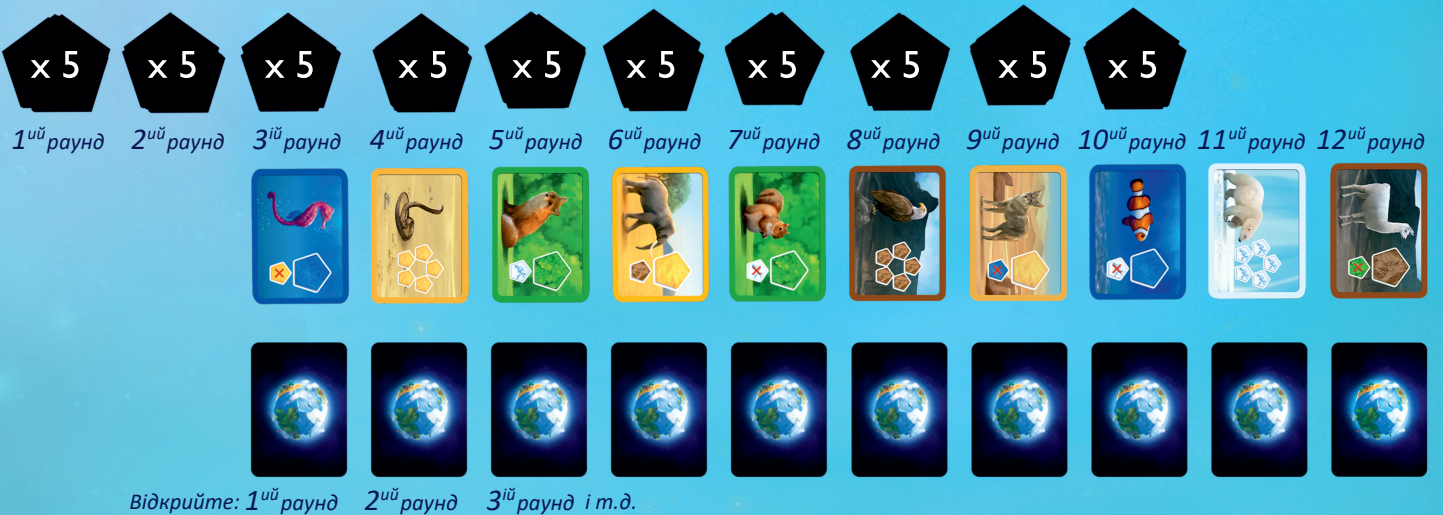 x 5 x 5 x 5 x 5 x 5 x 5 x 5 x 5 x 5 x 5
1ий раунд 2ий раунд 3ій раунд 4ий раунд 5ий раунд 6ий раунд 7ий раунд 8ий раунд 9ий раунд 10ий раунд 11ий раунд 12ий раунд
Відкрийте: 1ий раунд 2ий раунд 3ій раунд і т.д.